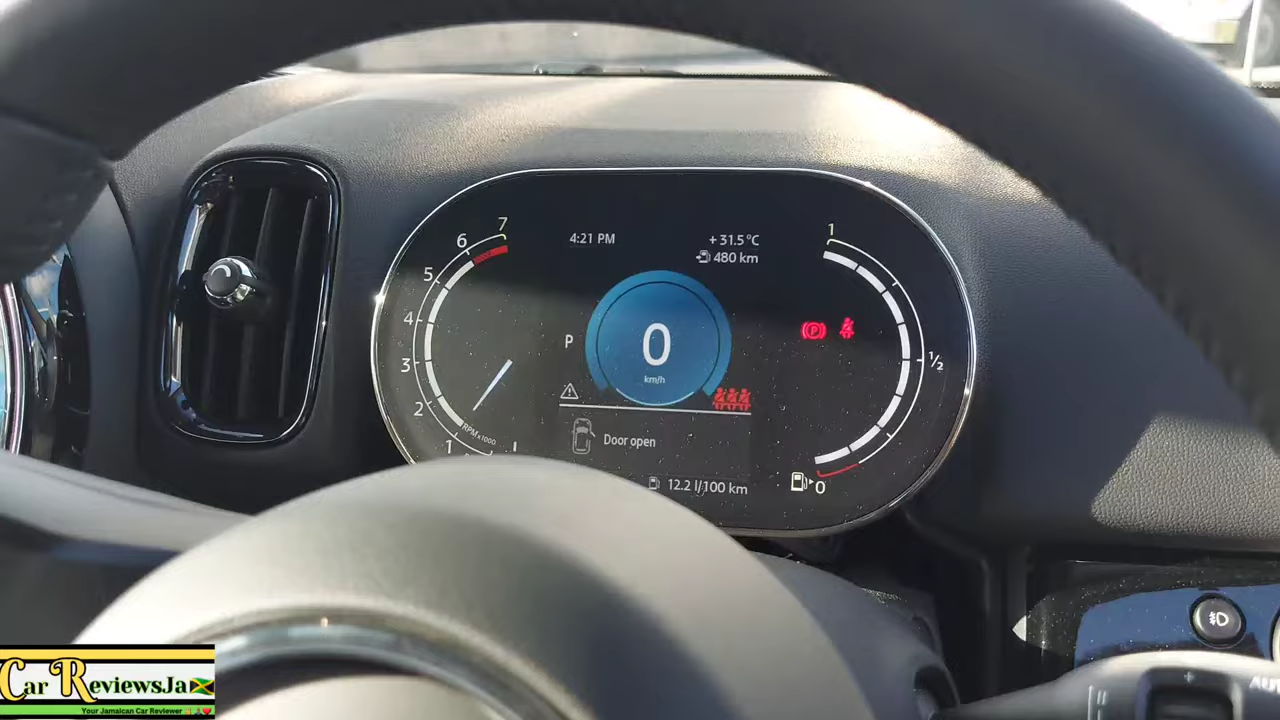 7
6
5
4
3
2
1
RPM x1000
4:21 PM
+31.5°C
480 km
P
0
km/h
Door open
12.2 l/100 km
1
1/2
0
P
AUT
Car ReviewsJa
Your Jamaican Car Reviewer